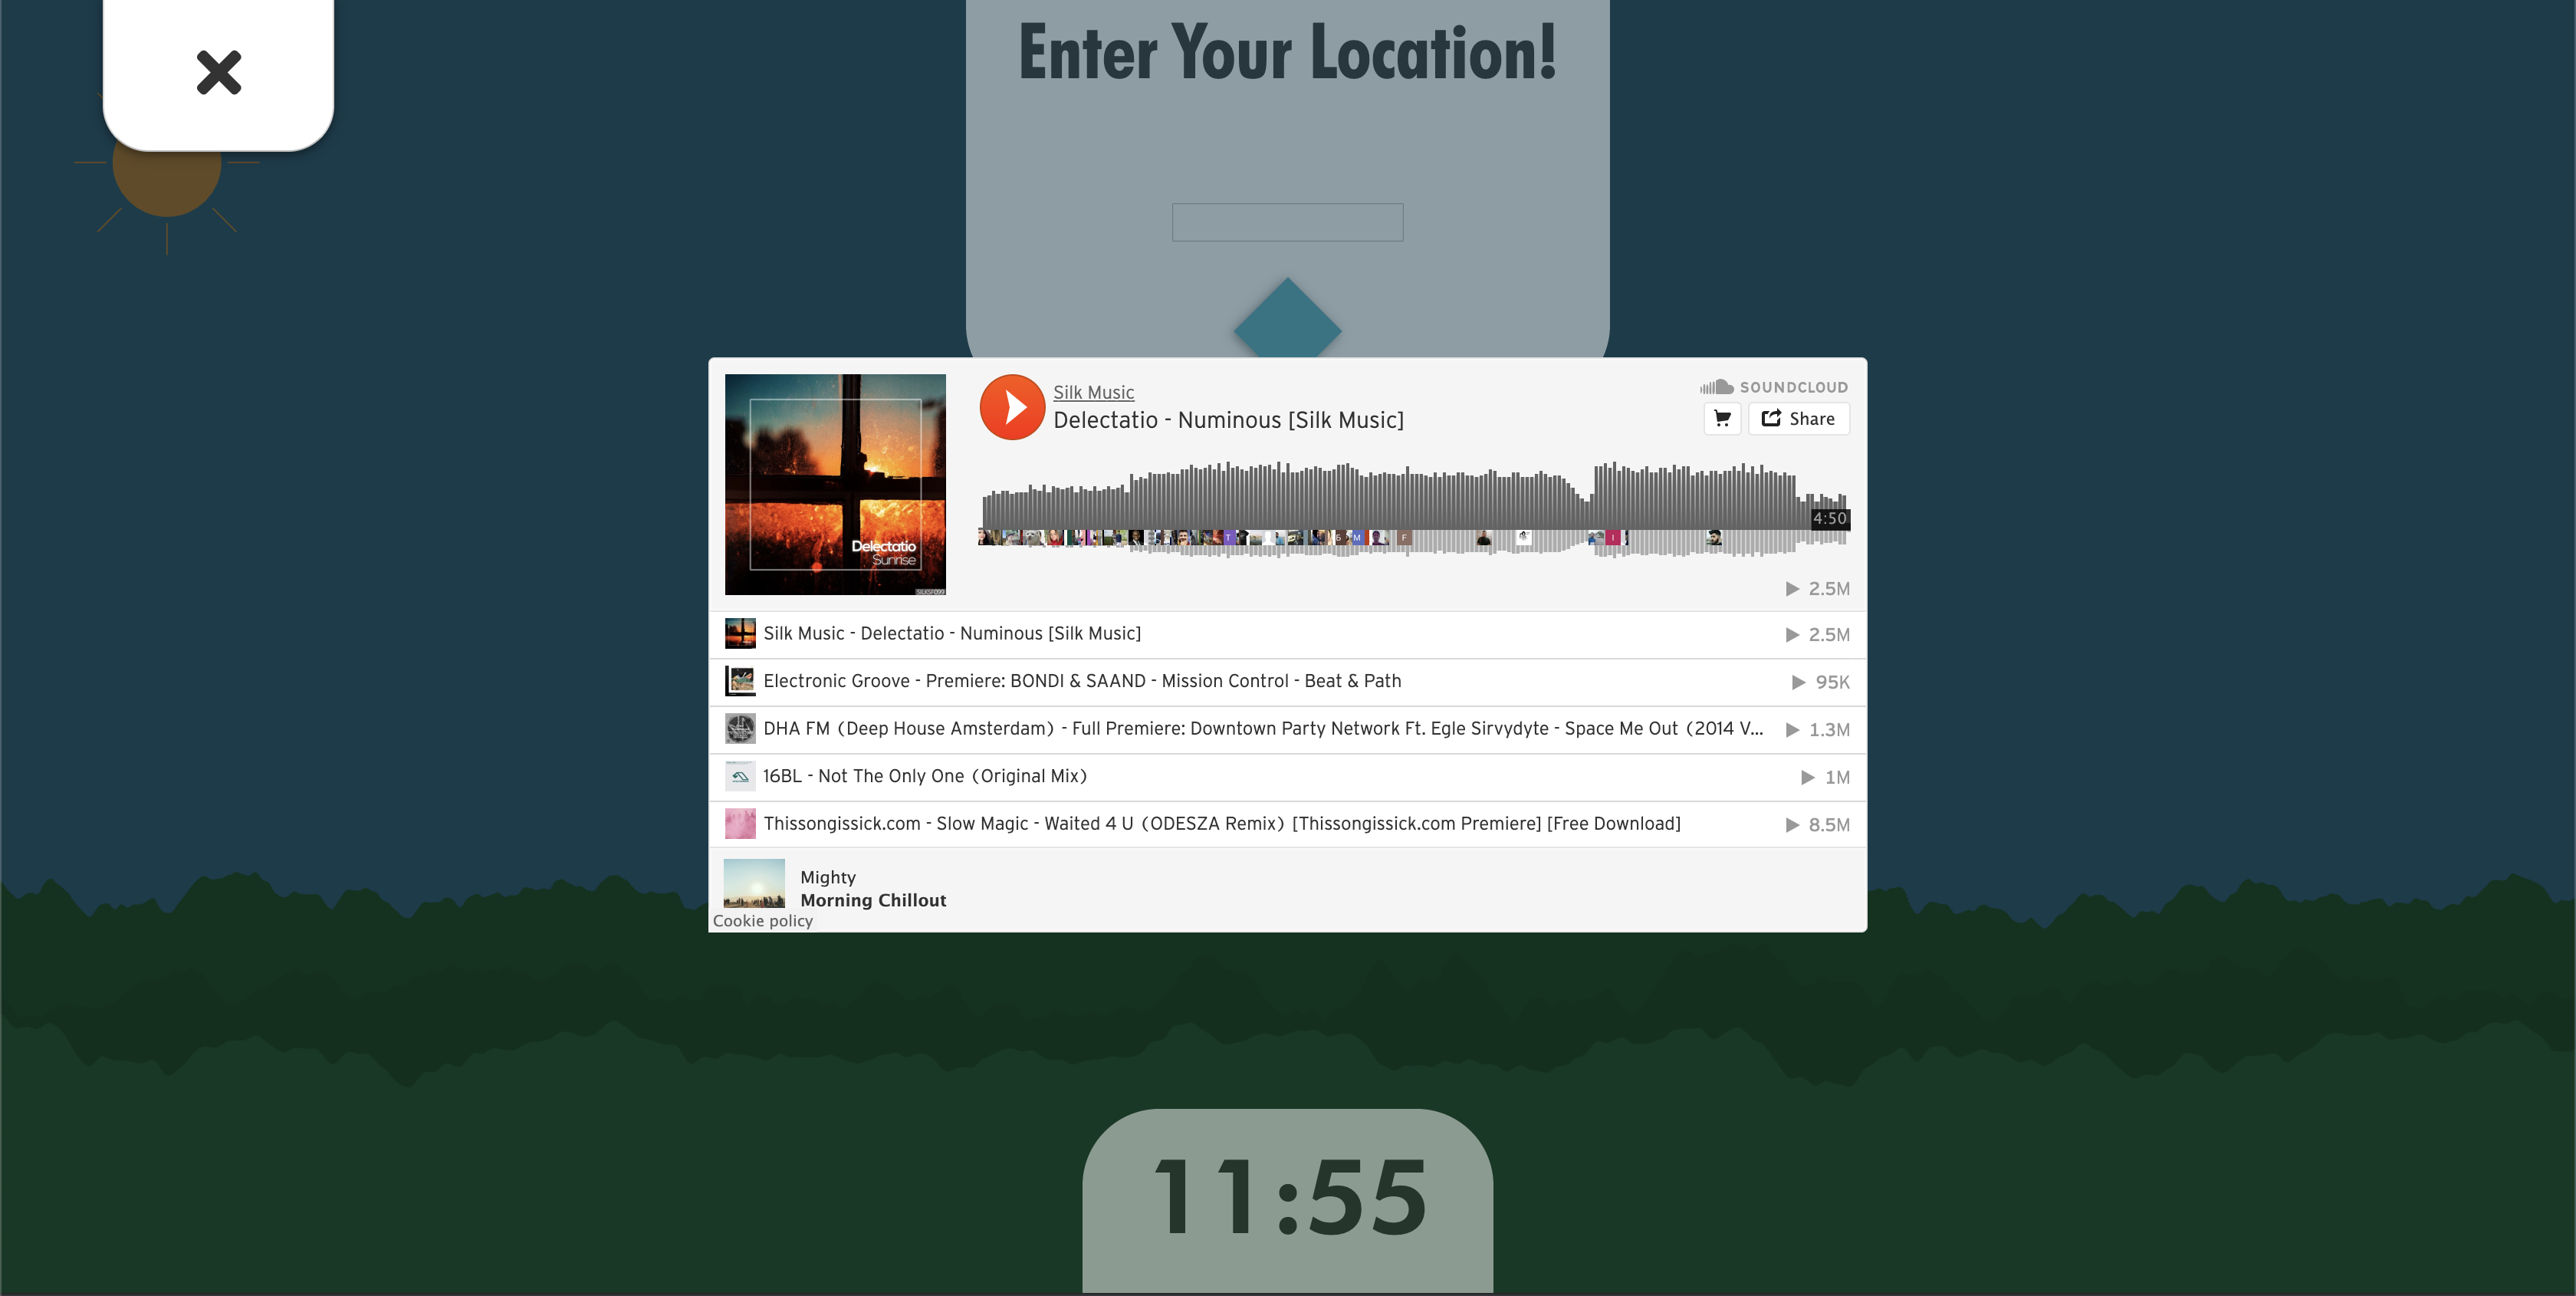 Enter Your Location!
Silk Music
Delectatio - Numinous [Silk Music]
SOUNDCLOUD
Share
Delectatio
Sunrise
4:50
T
6
M
F
I
2.5M
Silk Music - Delectatio - Numinous [Silk Music]
2.5M
Electronic Groove - Premiere: BONDI & SAAND - Mission Control - Beat & Path
95K
DHA FM (Deep House Amsterdam) - Full Premiere: Downtown Party Network Ft. Egle Sirvydyte - Space Me Out (2014 V...
1.3M
16BL - Not The Only One (Original Mix)
1M
Thissongissick.com - Slow Magic - Waited 4 U (ODESZA Remix) [Thissongissick.com Premiere] [Free Download]
8.5M
Mighty
Morning Chillout
Cookie policy
11:55